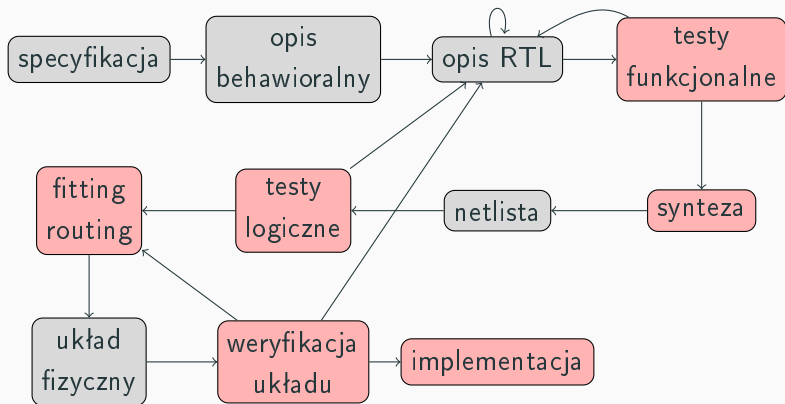 specyfikacja
opis
behawioralny
opis RTL
testy
funkcjonalne
fitting
routing
testy
logiczne
netlista
synteza
układ
fizyczny
weryfikacja
układu
implementacja